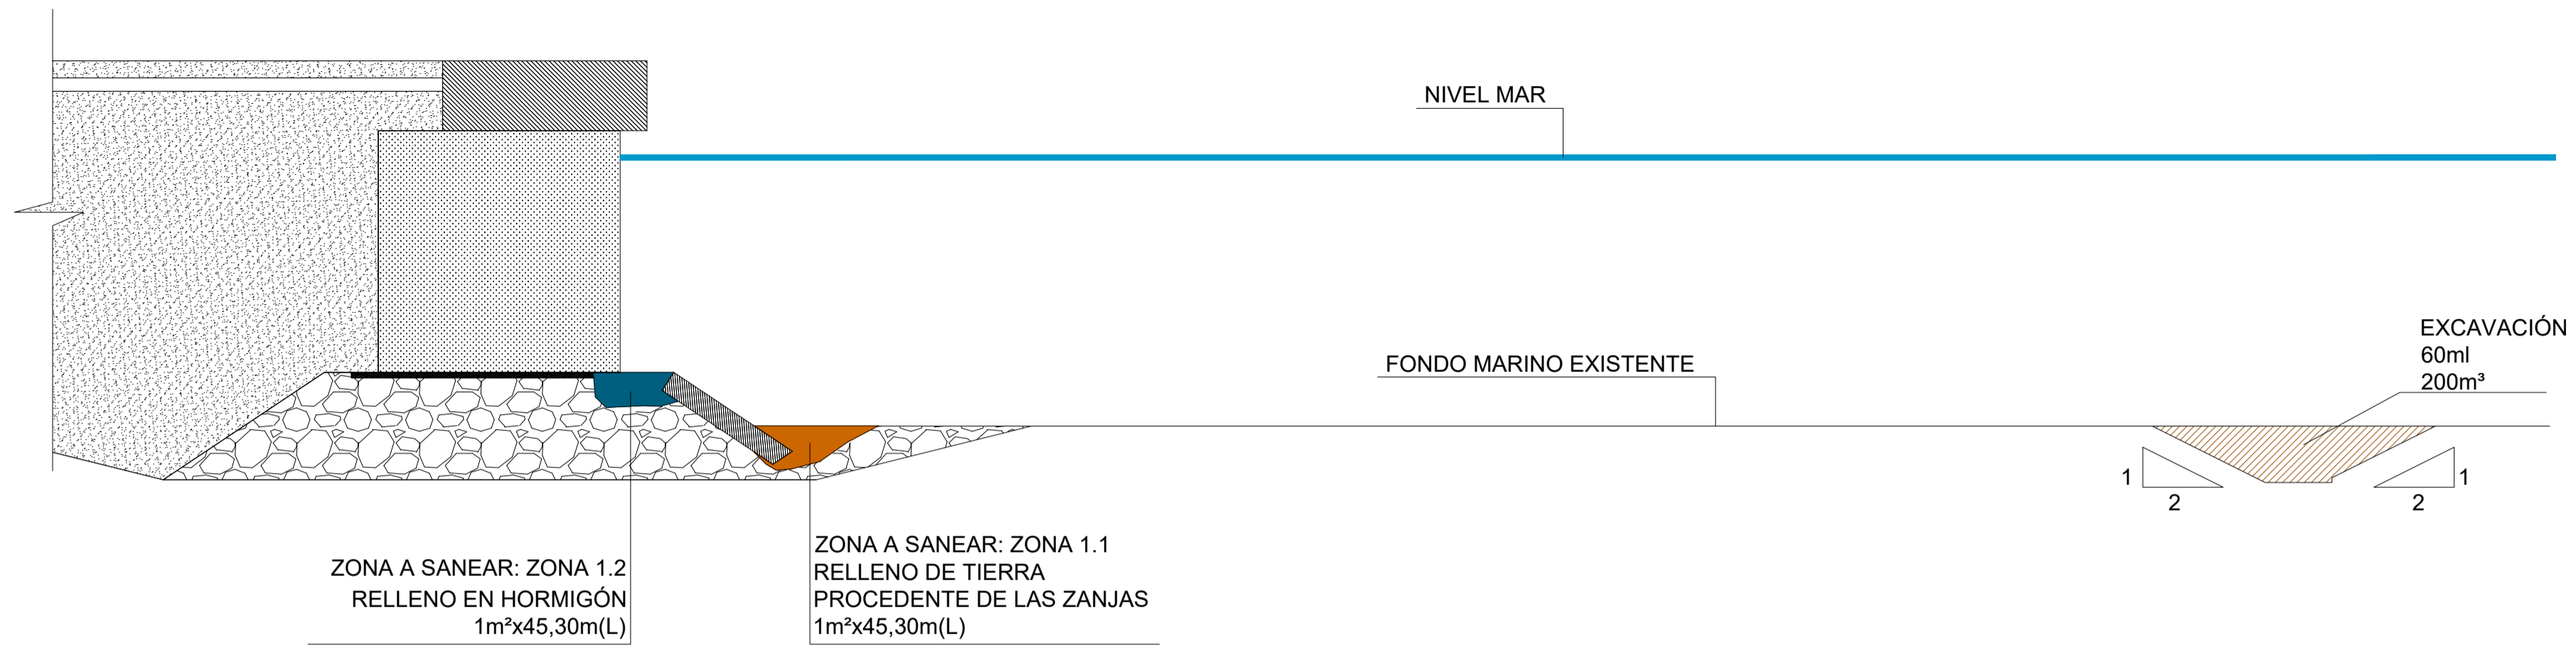 NIVEL MAR
FONDO MARINO EXISTENTE
EXCAVACIÓN
60ml
200m³
1
2
1
2
ZONA A SANEAR: ZONA 1.2
RELLENO EN HORMIGÓN
1m²x45,30m(L)
ZONA A SANEAR: ZONA 1.1
RELLENO DE TIERRA
PROCEDENTE DE LAS ZANJAS
1m²x45,30m(L)